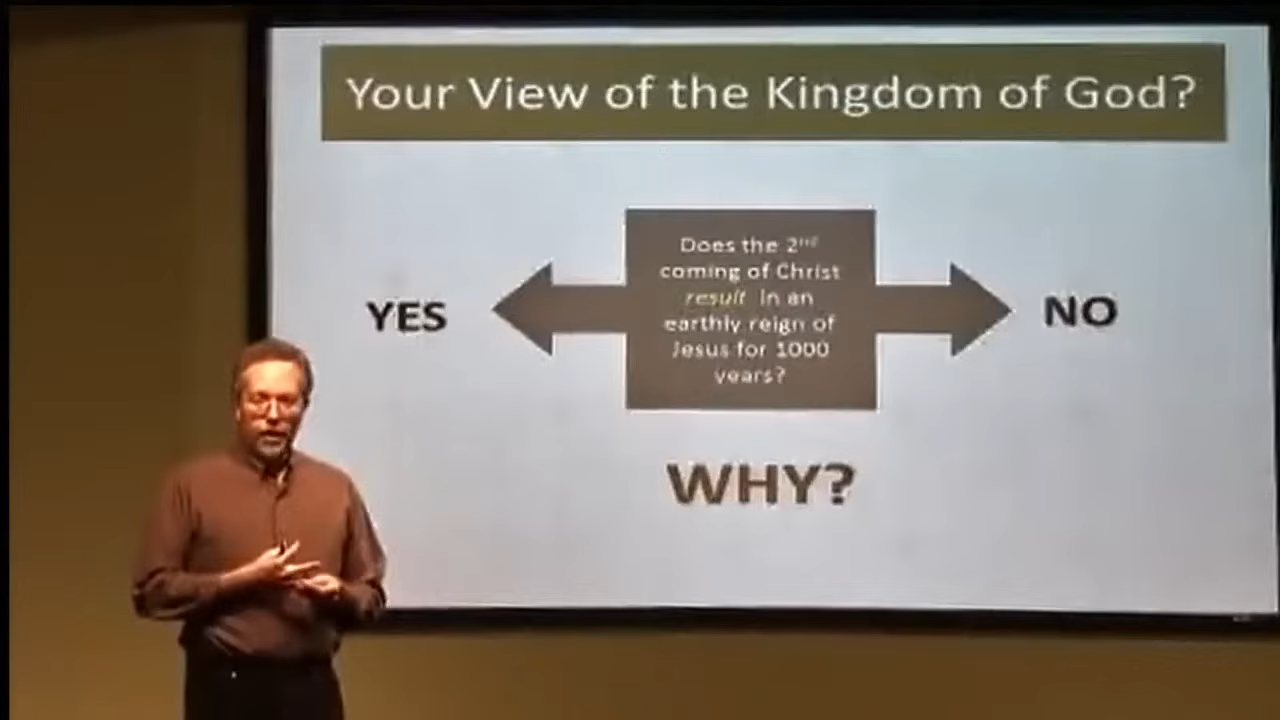 Your View of the Kingdom of God?
Does the 2ND
coming of Christ
result in an
earthly reign of
Jesus for 1000
years?
YES
NO
WHY?